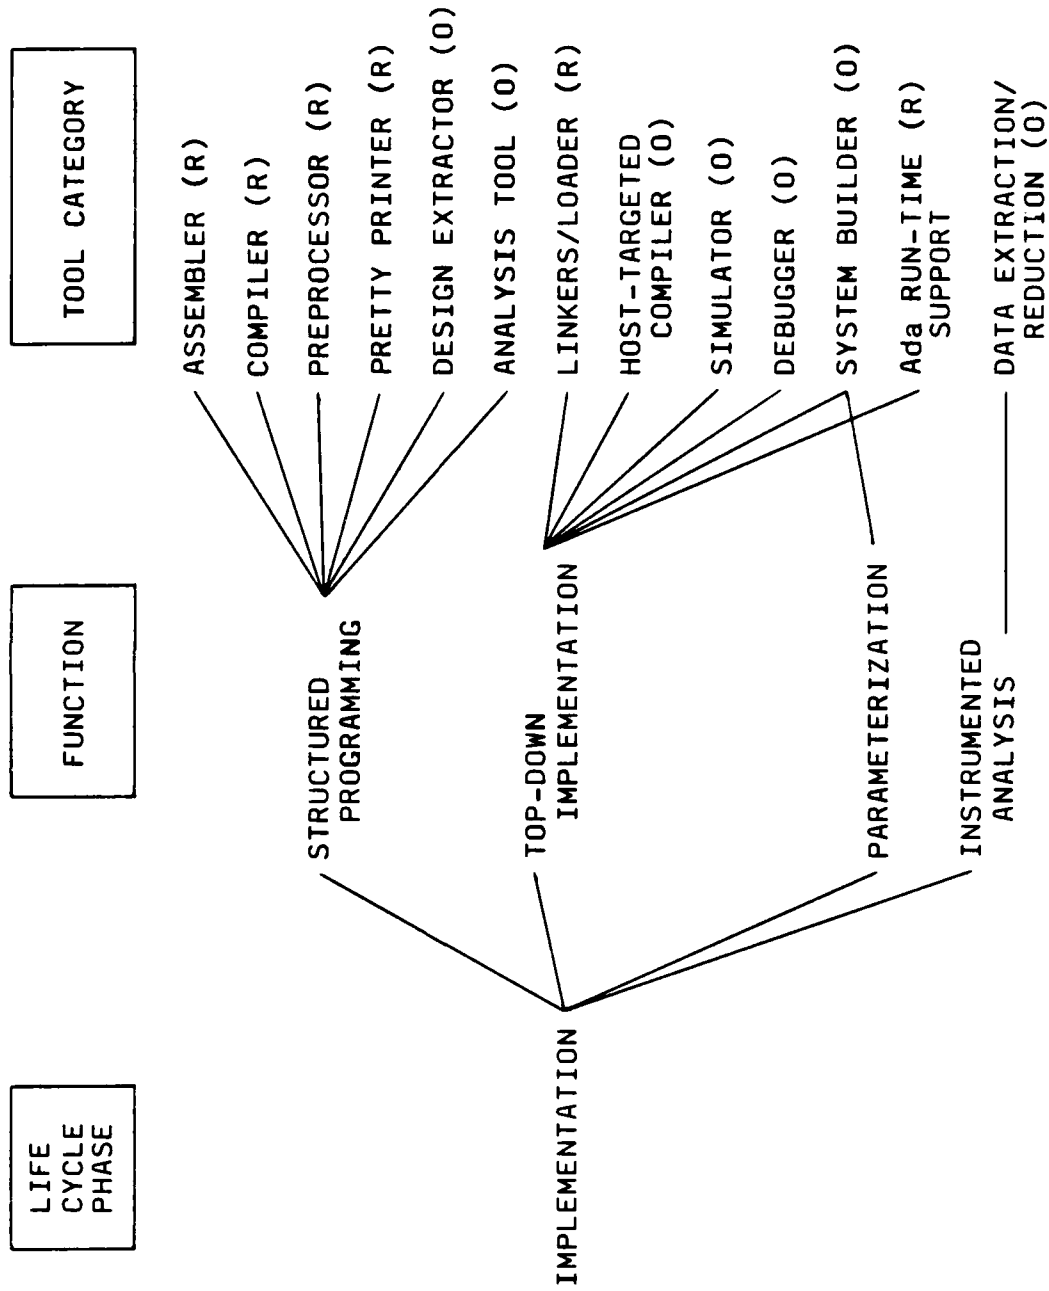 LIFE
CYCLE
PHASE
FUNCTION
TOOL CATEGORY
IMPLEMENTATION
STRUCTURED
PROGRAMMING
TOP-DOWN
IMPLEMENTATION
PARAMETERIZATION
INSTRUMENTED
ANALYSIS
ASSEMBLER (R)
COMPILER (R)
PREPROCESSOR (R)
PRETTY PRINTER (R)
DESIGN EXTRACTOR (O)
ANALYSIS TOOL (O)
LINKERS/LOADER (R)
HOST-TARGETED
COMPILER (O)
SIMULATOR (O)
DEBUGGER (O)
SYSTEM BUILDER (O)
Ada RUN-TIME (R)
SUPPORT
DATA EXTRACTION/
REDUCTION (O)